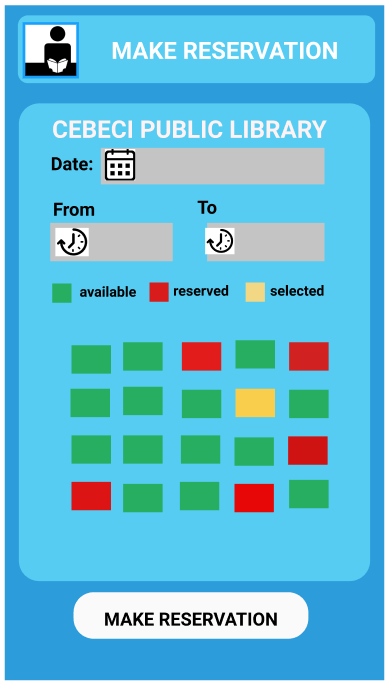 MAKE RESERVATION
CEBECI PUBLIC LIBRARY
Date:
From To
available reserved selected
MAKE RESERVATION